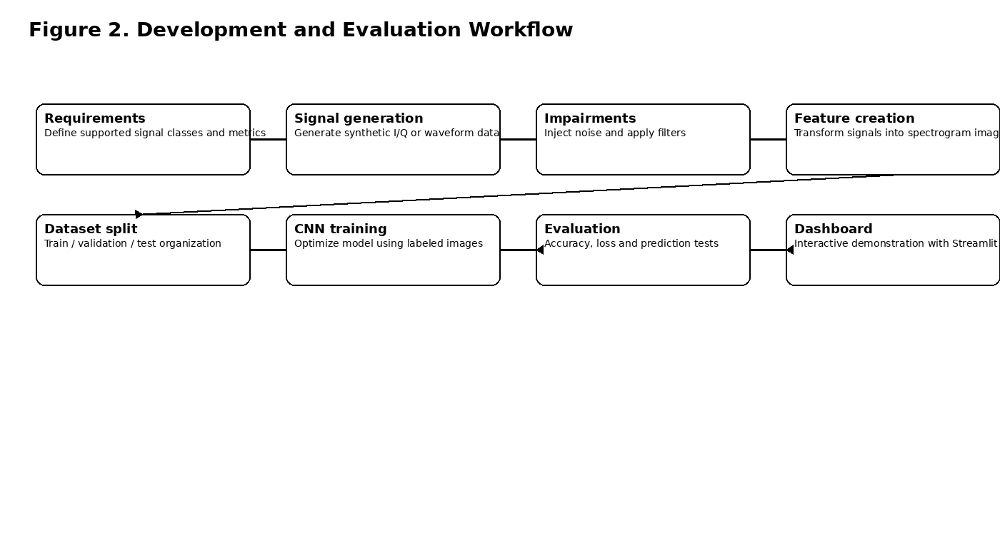 Figure 2. Development and Evaluation Workflow
Requirements
Define supported signal classes and metrics
Signal generation
Generate synthetic I/Q or waveform data
Impairments
Inject noise and apply filters
Feature creation
Transform signals into spectrogram imag
Dataset split
Train / validation / test organization
CNN training
Optimize model using labeled images
Evaluation
Accuracy, loss and prediction tests
Dashboard
Interactive demonstration with Streamlit